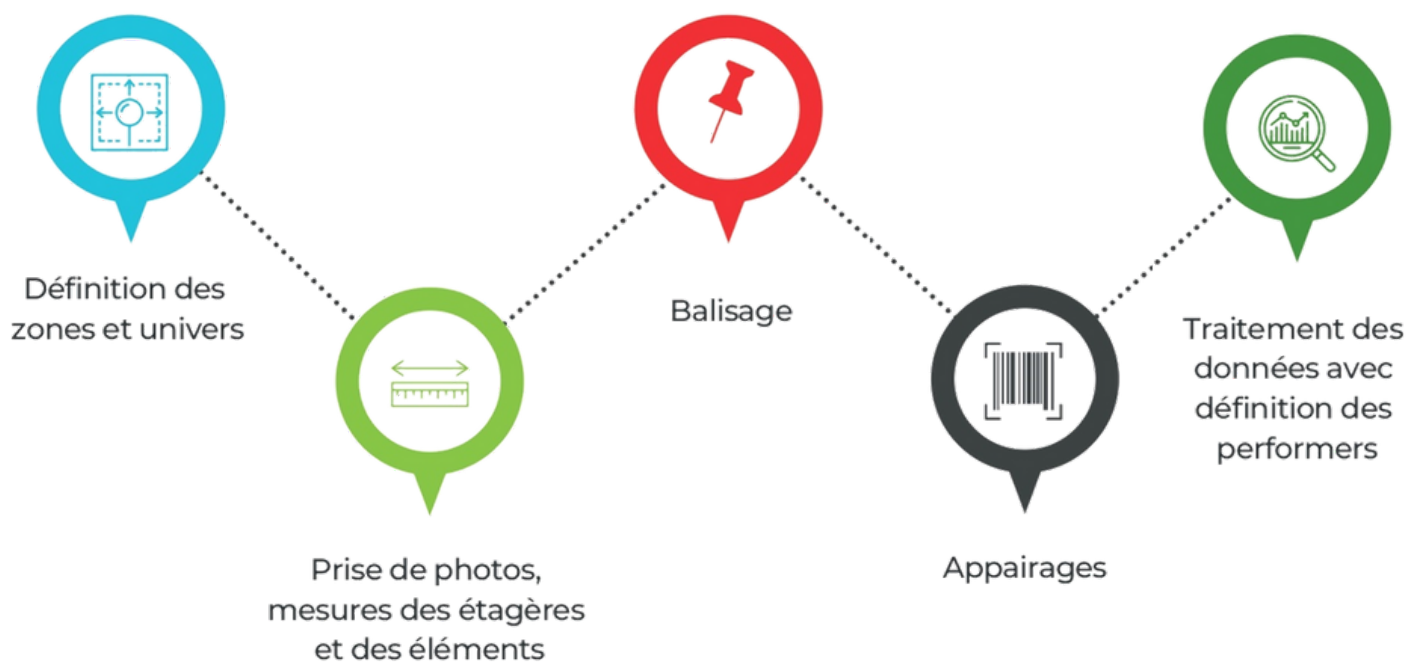 Définition des
zones et univers
Prise de photos,
mesures des étagères
et des éléments
Balisage
Appairages
Traitement des
données avec
définition des
performers